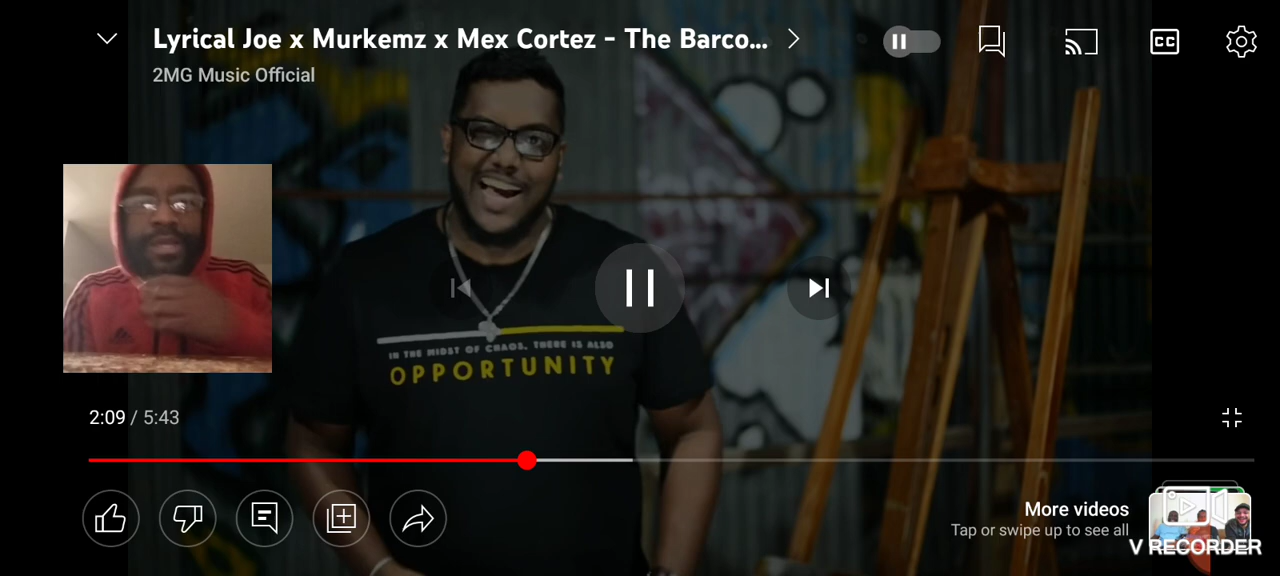 Lyrical Joe x Murkemz x Mex Cortez - The Barco...
2MG Music Official
CC
IN THE MIDST OF CHAOS, THERE IS ALSO
OPPORTUNITY
2:09 / 5:43
More videos
Tap or swipe up to see all
V RECORDER